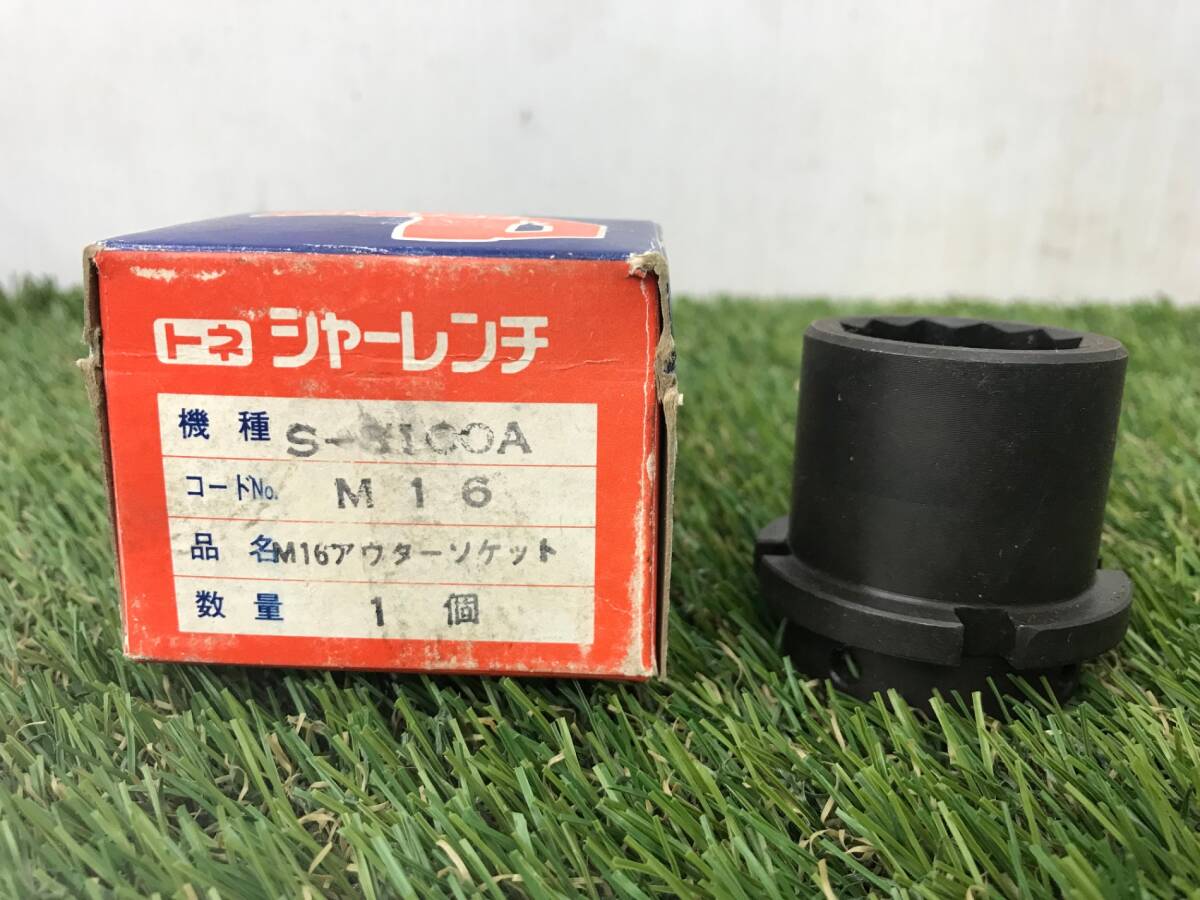 トネ シャーレンチ
機種
コードNo. M16
品名 M16アウターソケット
数量 1個